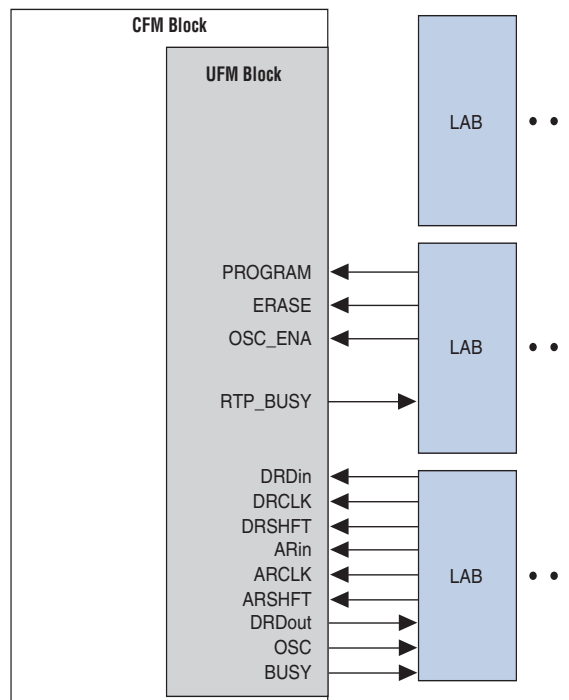 CFM Block
UFM Block
LAB
PROGRAM
ERASE
OSC_ENA
LAB
RTP_BUSY
DRDin
DRCLK
DRSHFT
ARin
ARCLK
LAB
ARSHFT
DRDout
OSC
BUSY